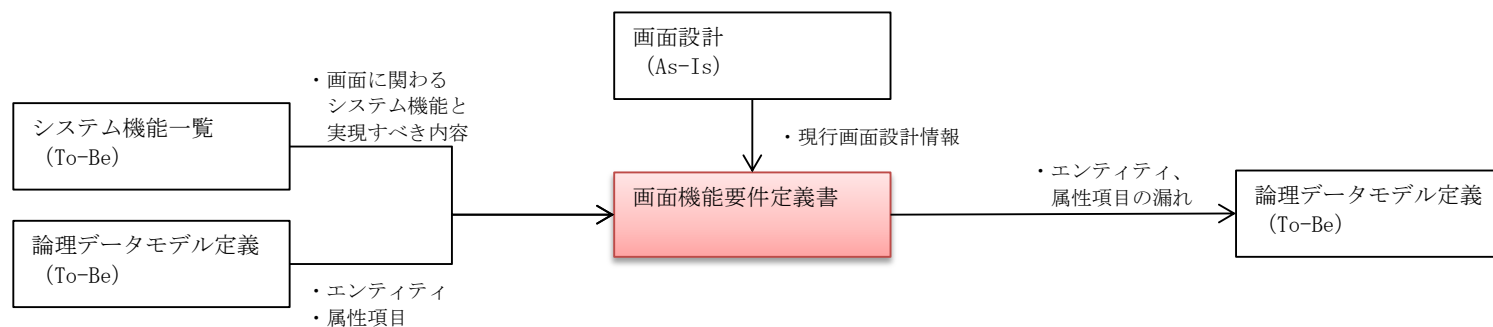 画面設計
(As-Is)
・画面に関わる
システム機能と
実現すべき内容
システム機能一覧
(To-Be)
・現行画面設計情報
画面機能要件定義書
・エンティティ、
属性項目の漏れ
論理データモデル定義
(To-Be)
論理データモデル定義
(To-Be)
・エンティティ
・属性項目